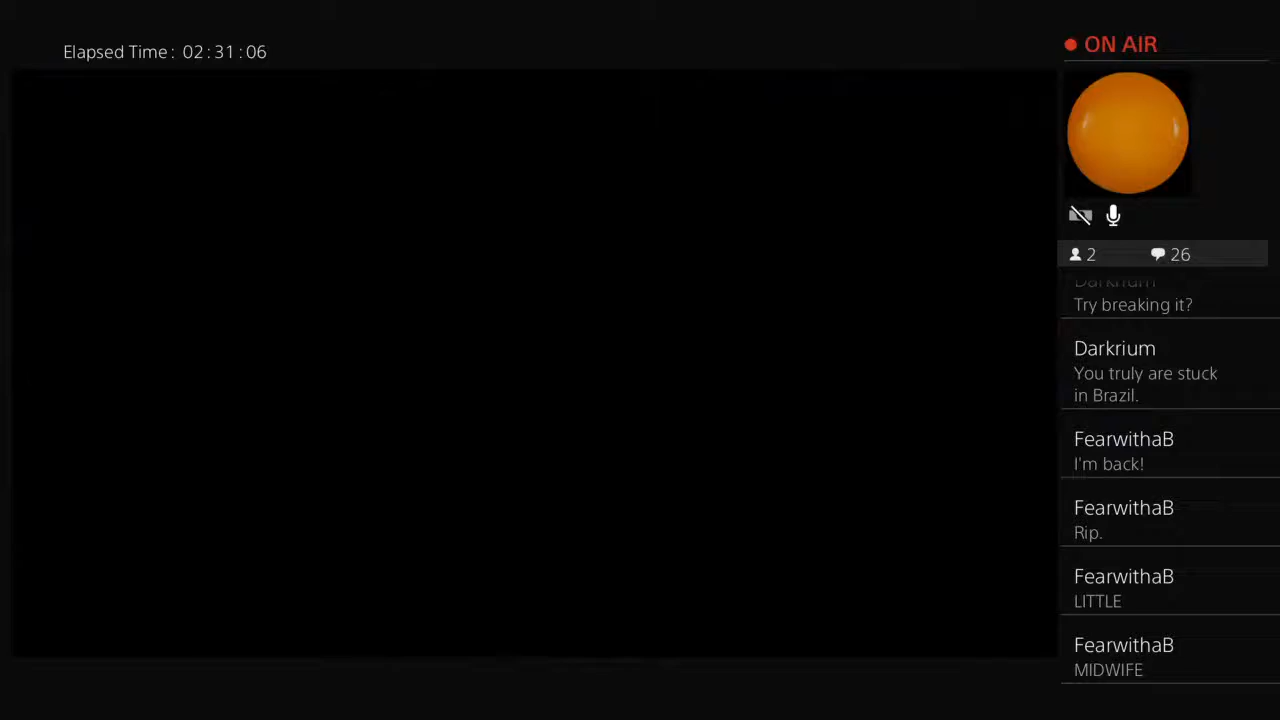 Elapsed Time: 02:31:06
ON AIR
2 26
Darkrium
Try breaking it?
Darkrium
You truly are stuck
in Brazil.
FearwithaB
I'm back!
FearwithaB
Rip.
FearwithaB
LITTLE
FearwithaB
MIDWIFE